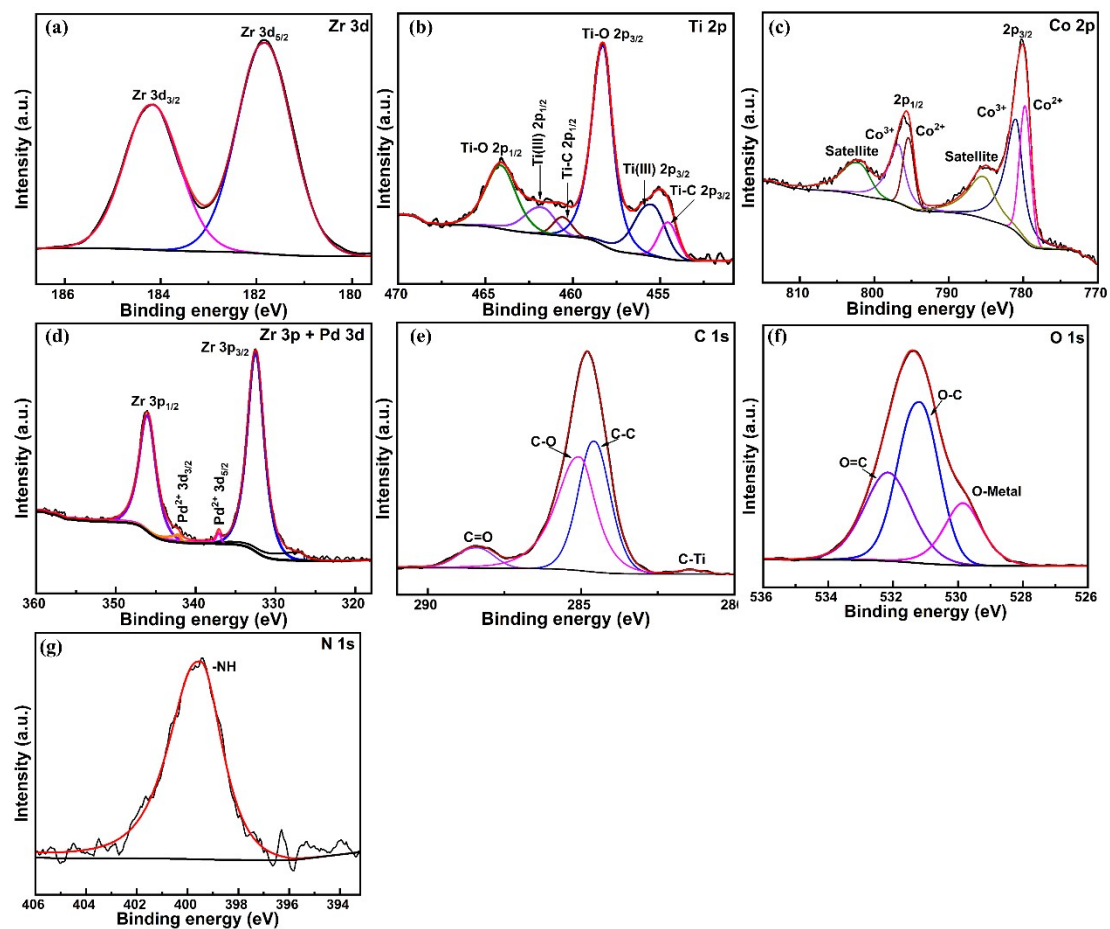 (a)
Zr 3d
Zr 3d5/2
Zr 3d3/2
Intensity (a.u.)
186 184 182 180
Binding energy (eV)
(b)
Ti 2p
Ti-O 2p3/2
Ti-O 2p1/2
Ti(III) 2p1/2
Ti-C 2p1/2
Ti(III) 2p3/2
Ti-C 2p3/2
Intensity (a.u.)
470 465 460 455
Binding energy (eV)
(c)
Co 2p
2p3/2
2p1/2
Co3+
Co2+
Co3+
Co2+
Satellite
Satellite
Intensity (a.u.)
810 800 790 780 770
Binding energy (eV)
(d)
Zr 3p + Pd 3d
Zr 3p3/2
Zr 3p1/2
Pd2+ 3d3/2
Pd2+ 3d5/2
Intensity (a.u.)
360 350 340 330 320
Binding energy (eV)
(e)
C 1s
C-O
C-C
C=O
C-Ti
Intensity (a.u.)
290 285 280
Binding energy (eV)
(f)
O 1s
O-C
O=C
O-Metal
Intensity (a.u.)
536 534 532 530 528 526
Binding energy (eV)
(g)
N 1s
-NH
Intensity (a.u.)
406 404 402 400 398 396 394
Binding energy (eV)